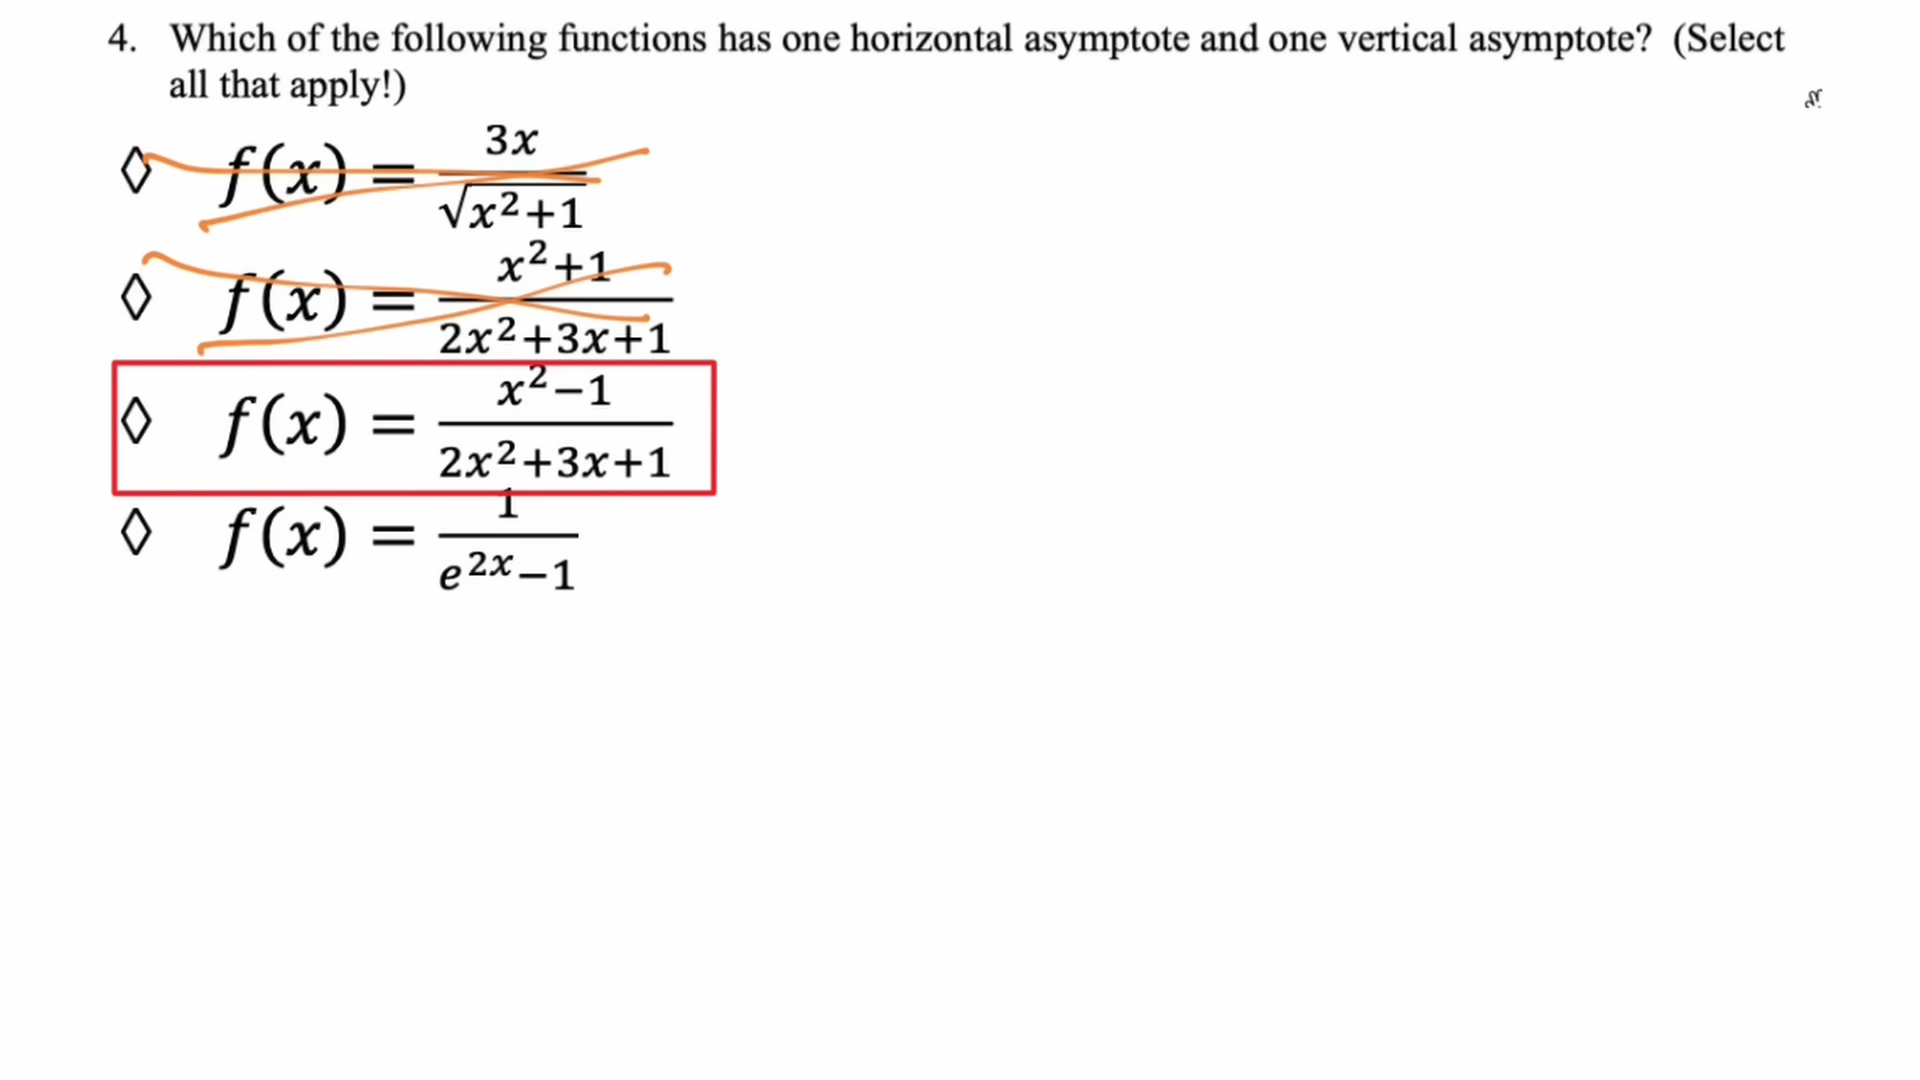 4. Which of the following functions has one horizontal asymptote and one vertical asymptote? (Select
all that apply!)
◊ f(x) = 3x / √x²+1
◊ f(x) = x²+1 / 2x²+3x+1
◊ f(x) = x²−1 / 2x²+3x+1
◊ f(x) = 1 / e²ˣ−1